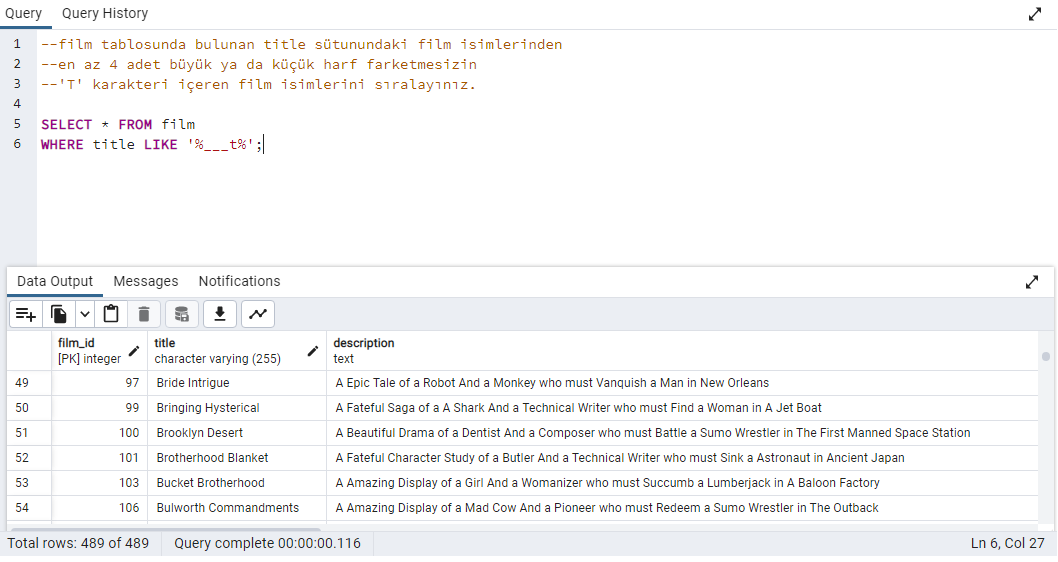 Query Query History
1 --film tablosunda bulunan title sütunundaki film isimlerinden
2 --en az 4 adet büyük ya da küçük harf farketmesizin
3 --'T' karakteri içeren film isimlerini sıralayınız.
4
5 SELECT * FROM film
6 WHERE title LIKE '%___t%';
Data Output Messages Notifications
film_id title description
[PK] integer character varying (255) text
49 97 Bride Intrigue A Epic Tale of a Robot And a Monkey who must Vanquish a Man in New Orleans
50 99 Bringing Hysterical A Fateful Saga of a A Shark And a Technical Writer who must Find a Woman in A Jet Boat
51 100 Brooklyn Desert A Beautiful Drama of a Dentist And a Composer who must Battle a Sumo Wrestler in The First Manned Space Station
52 101 Brotherhood Blanket A Fateful Character Study of a Butler And a Technical Writer who must Sink a Astronaut in Ancient Japan
53 103 Bucket Brotherhood A Amazing Display of a Girl And a Womanizer who must Succumb a Lumberjack in A Baloon Factory
54 106 Bulworth Commandments A Amazing Display of a Mad Cow And a Pioneer who must Redeem a Sumo Wrestler in The Outback
Total rows: 489 of 489 Query complete 00:00:00.116 Ln 6, Col 27